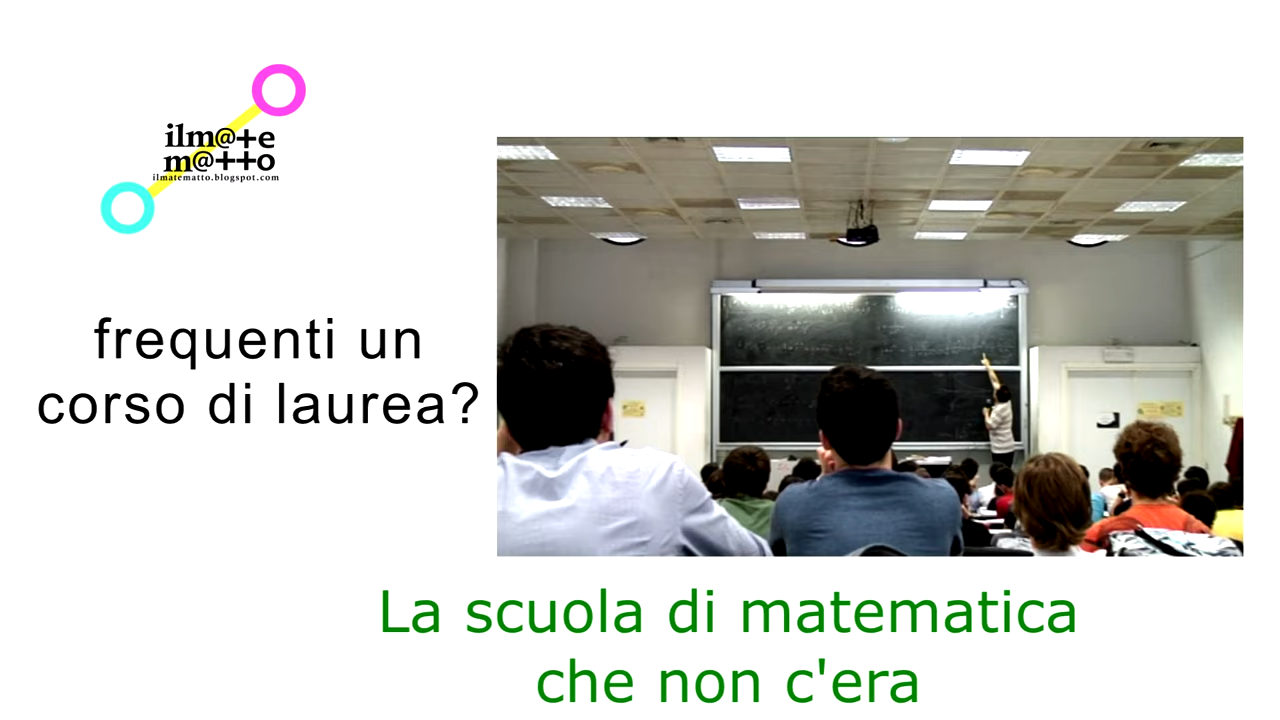 ilm@+e
m@++o
ilmatematto.blogspot.com
frequenti un
corso di laurea?
La scuola di matematica
che non c'era